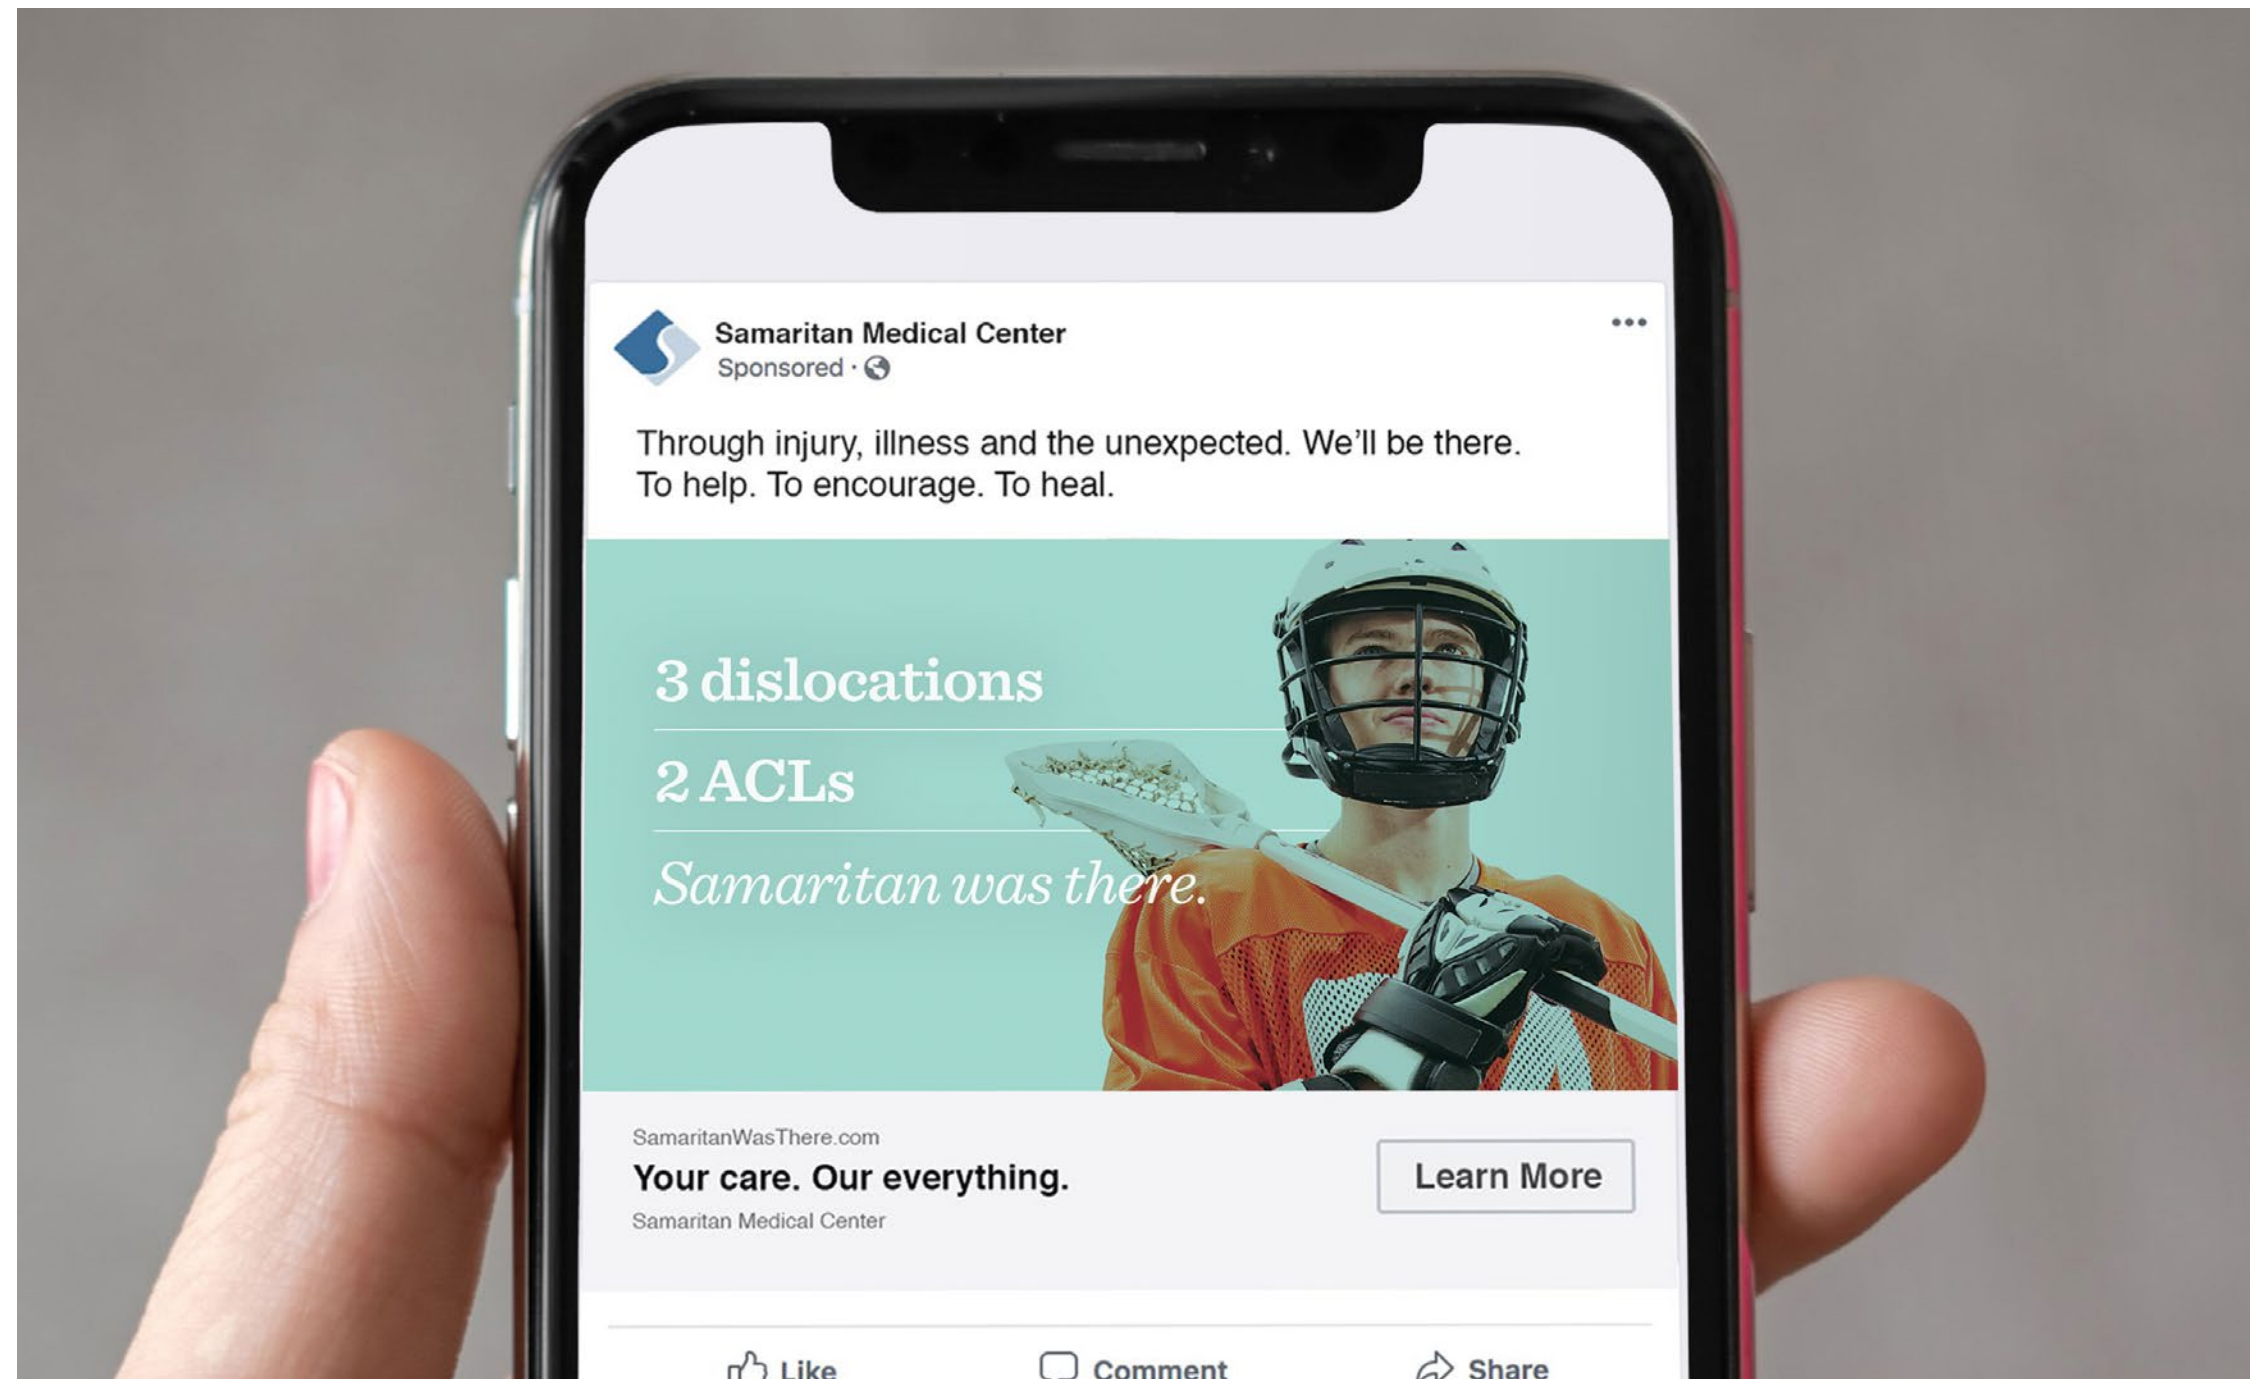 Samaritan Medical Center
Sponsored ·
Through injury, illness and the unexpected. We'll be there.
To help. To encourage. To heal.
3 dislocations
2 ACLs
Samaritan was there.
SamaritanWasThere.com
Your care. Our everything.
Samaritan Medical Center
Learn More
Like
Comment
Share